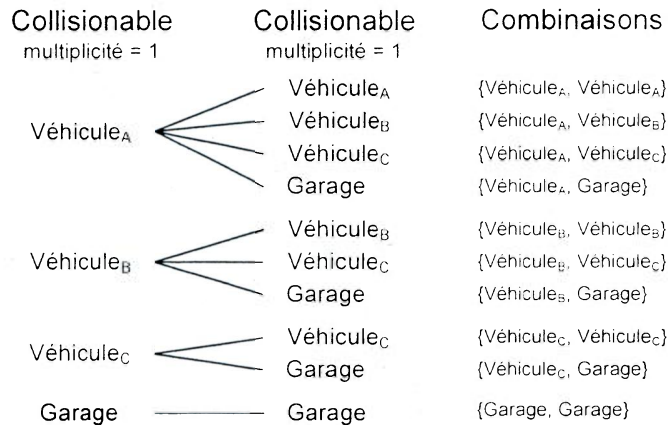 Collisionable Collisionable Combinaisons
multiplicité = 1 multiplicité = 1
Véhicule_A
Véhicule_A {Véhicule_A, Véhicule_A}
Véhicule_B {Véhicule_A, Véhicule_B}
Véhicule_C {Véhicule_A, Véhicule_C}
Garage {Véhicule_A, Garage}
Véhicule_B
Véhicule_B {Véhicule_B, Véhicule_B}
Véhicule_C {Véhicule_B, Véhicule_C}
Garage {Véhicule_B, Garage}
Véhicule_C
Véhicule_C {Véhicule_C, Véhicule_C}
Garage {Véhicule_C, Garage}
Garage Garage {Garage, Garage}